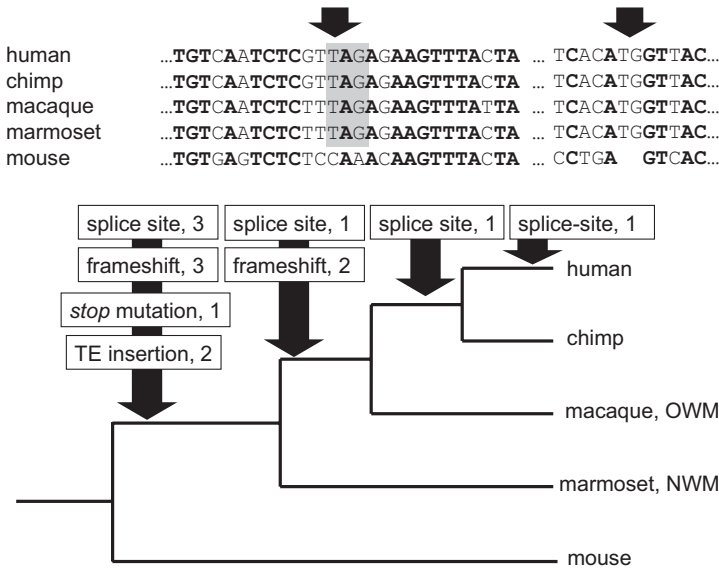 human ...TGTCAATCTCGTTAGAGAAGTTTACTA ... TCACATGGTTAC...
chimp ...TGTCAATCTCGTTAGAGAAGTTTACTA ... TCACATGGTTAC...
macaque ...TGTCAATCTCTTTAGAGAAGTTTATTA ... TCACATGGTTAC...
marmoset ...TGTCAATCTCTTTAGAGAAGTTTACTA ... TCACATGGTTAC...
mouse ...TGTGAGTCTCTCCAAACAAGTTTACTA ... CCTGA GTCAC...
splice site, 3 splice site, 1 splice site, 1 splice-site, 1
frameshift, 3 frameshift, 2 human
stop mutation, 1
TE insertion, 2 chimp
macaque, OWM
marmoset, NWM
mouse